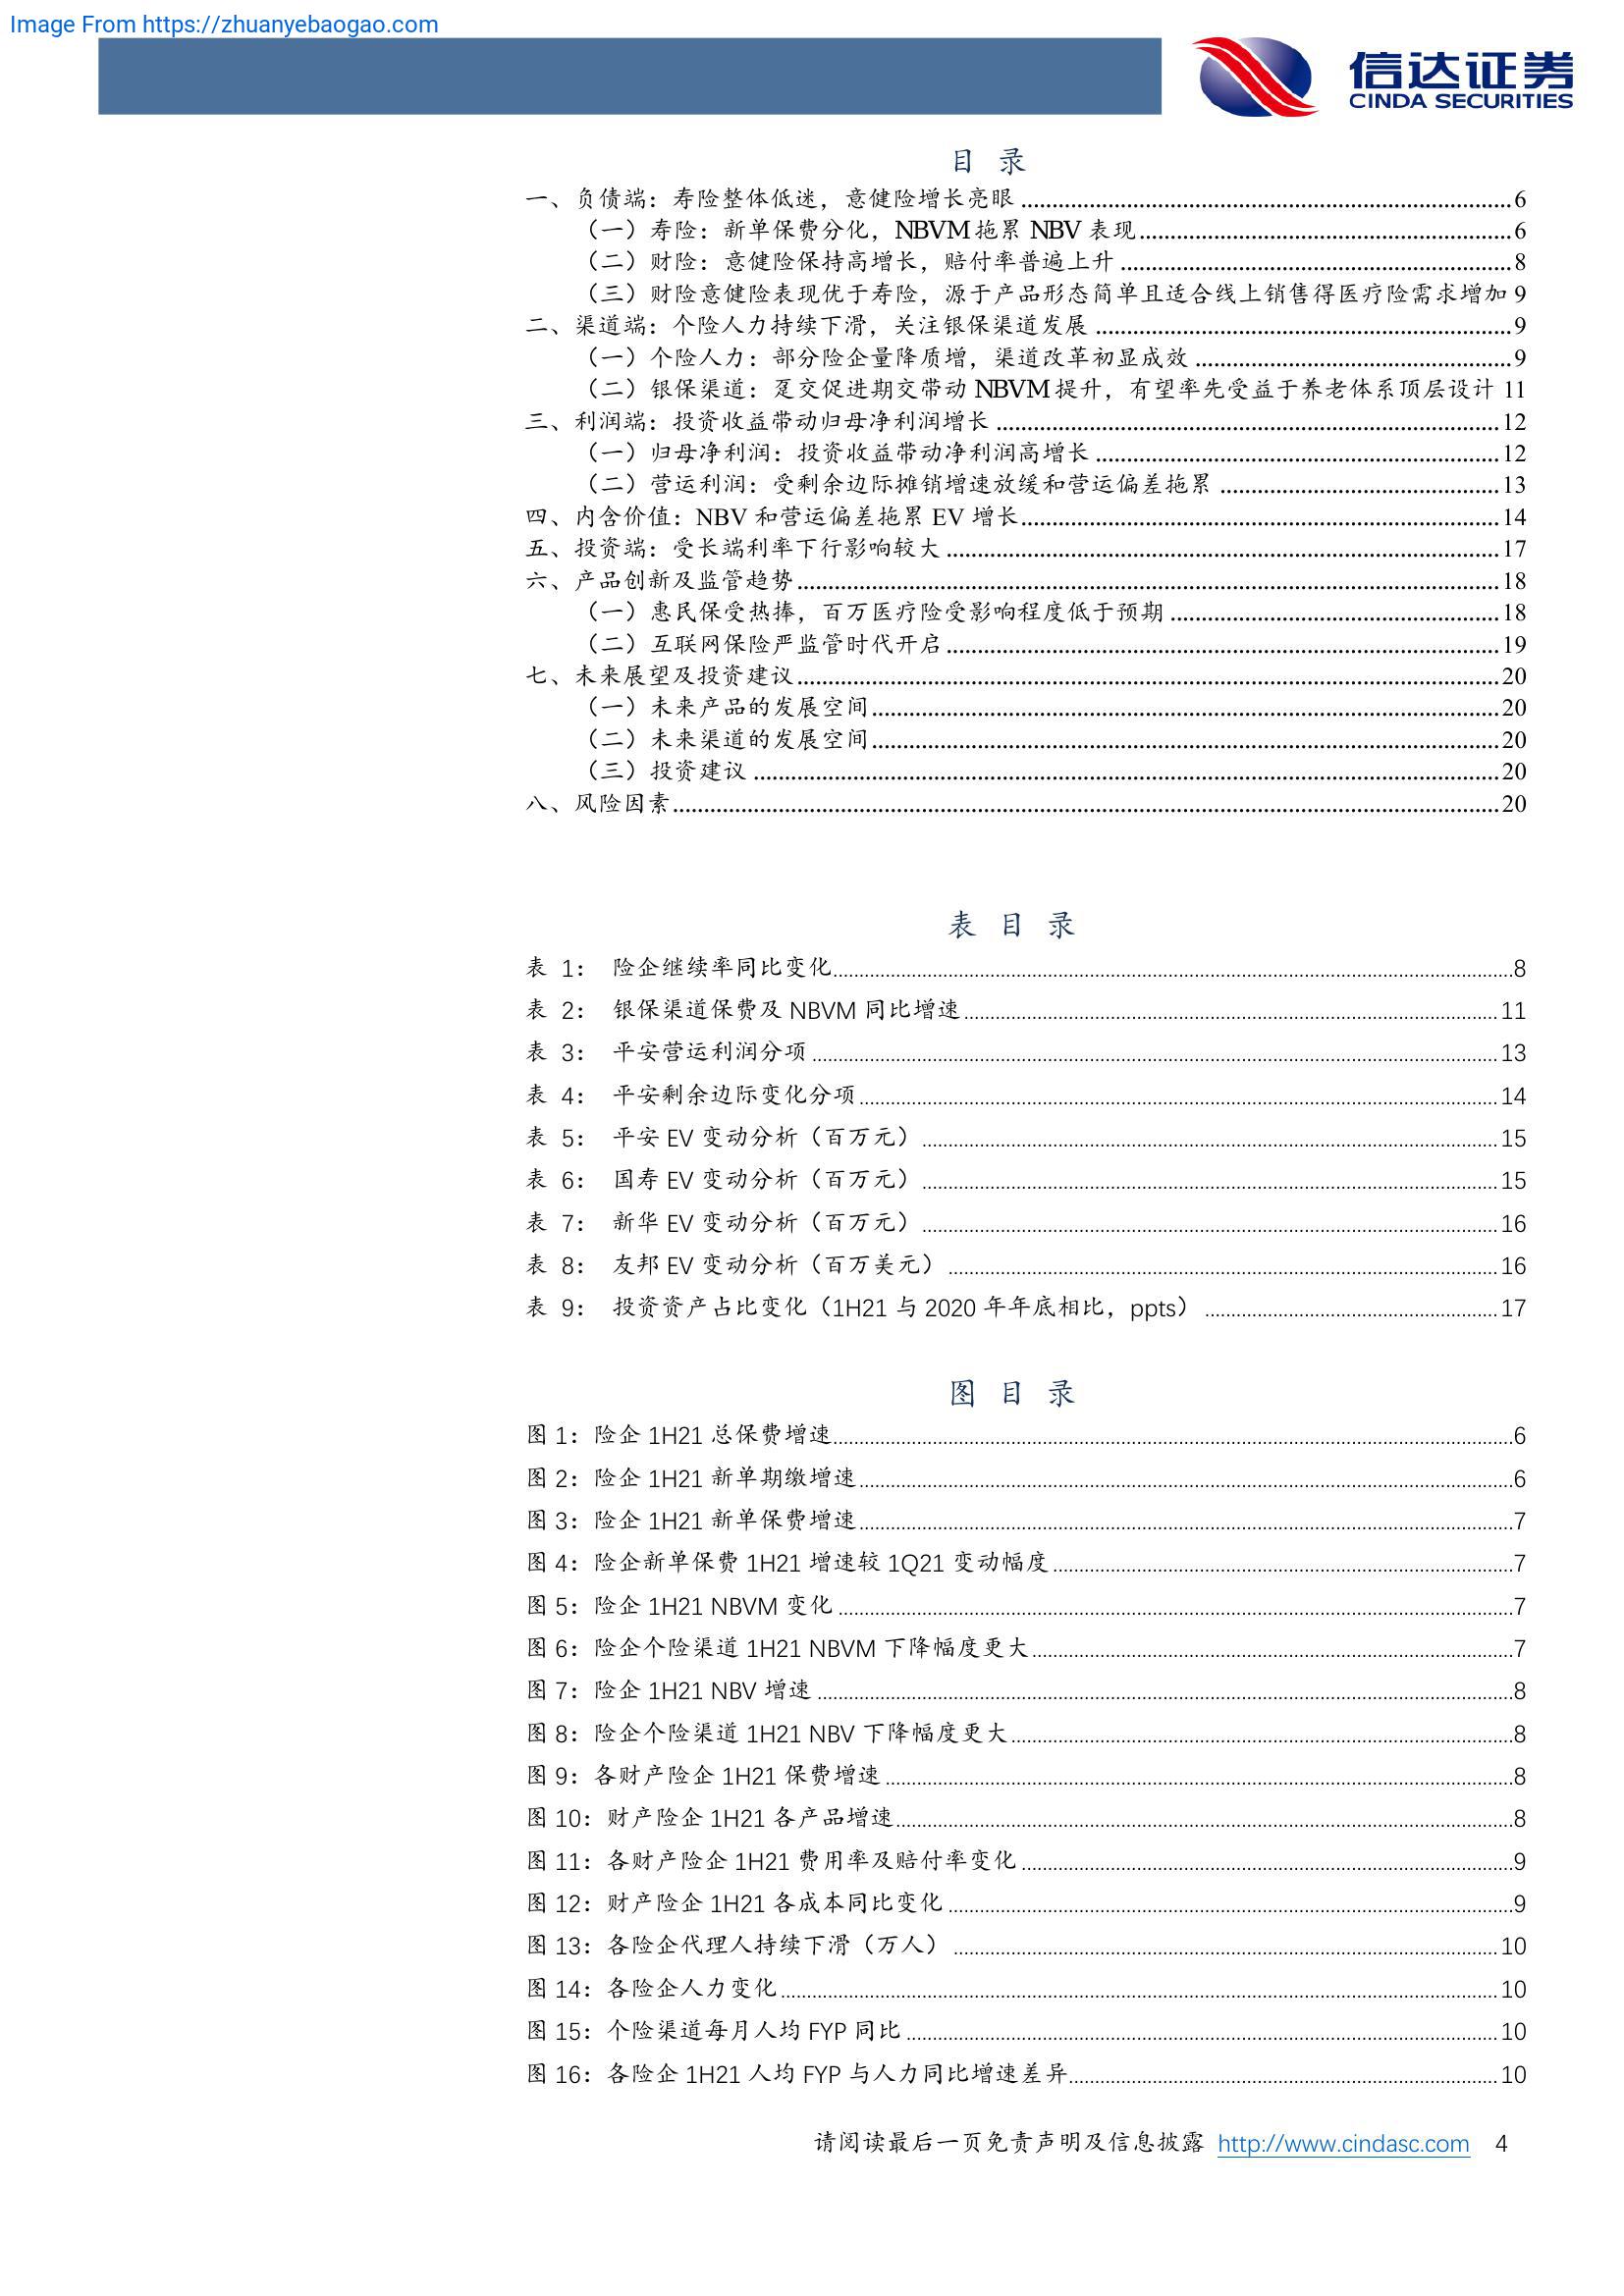 Image From https://zhuanyebaogao.com
信达证券
CINDA SECURITIES
目 录
一、负债端：寿险整体低迷，意健险增长亮眼 ........ 6
（一）寿险：新单保费分化，NBVM 拖累 NBV 表现 ........ 6
（二）财险：意健险保持高增长，赔付率普遍上升 ........ 8
（三）财险意健险表现优于寿险，源于产品形态简单且适合线上销售得医疗险需求增加 9
二、渠道端：个险人力持续下滑，关注银保渠道发展 ........ 9
（一）个险人力：部分险企量降质增，渠道改革初显成效 ........ 9
（二）银保渠道：趸交促进期交带动 NBVM 提升，有望率先受益于养老体系顶层设计 11
三、利润端：投资收益带动归母净利润增长 ........ 12
（一）归母净利润：投资收益带动净利润高增长 ........ 12
（二）营运利润：受剩余边际摊销增速放缓和营运偏差拖累 ........ 13
四、内含价值：NBV 和营运偏差拖累 EV 增长 ........ 14
五、投资端：受长端利率下行影响较大 ........ 17
六、产品创新及监管趋势 ........ 18
（一）惠民保受热捧，百万医疗险受影响程度低于预期 ........ 18
（二）互联网保险严监管时代开启 ........ 19
七、未来展望及投资建议 ........ 20
（一）未来产品的发展空间 ........ 20
（二）未来渠道的发展空间 ........ 20
（三）投资建议 ........ 20
八、风险因素 ........ 20
表 目 录
表 1： 险企继续率同比变化 ........ 8
表 2： 银保渠道保费及 NBVM 同比增速 ........ 11
表 3： 平安营运利润分项 ........ 13
表 4： 平安剩余边际变化分项 ........ 14
表 5： 平安 EV 变动分析（百万元） ........ 15
表 6： 国寿 EV 变动分析（百万元） ........ 15
表 7： 新华 EV 变动分析（百万元） ........ 16
表 8： 友邦 EV 变动分析（百万美元） ........ 16
表 9： 投资资产占比变化（1H21 与 2020 年年底相比，ppts） ........ 17
图 目 录
图 1：险企 1H21 总保费增速 ........ 6
图 2：险企 1H21 新单期缴增速 ........ 6
图 3：险企 1H21 新单保费增速 ........ 7
图 4：险企新单保费 1H21 增速较 1Q21 变动幅度 ........ 7
图 5：险企 1H21 NBVM 变化 ........ 7
图 6：险企个险渠道 1H21 NBVM 下降幅度更大 ........ 7
图 7：险企 1H21 NBV 增速 ........ 8
图 8：险企个险渠道 1H21 NBV 下降幅度更大 ........ 8
图 9：各财产险企 1H21 保费增速 ........ 8
图 10：财产险企 1H21 各产品增速 ........ 8
图 11：各财产险企 1H21 费用率及赔付率变化 ........ 9
图 12：财产险企 1H21 各成本同比变化 ........ 9
图 13：各险企代理人持续下滑（万人） ........ 10
图 14：各险企人力变化 ........ 10
图 15：个险渠道每月人均 FYP 同比 ........ 10
图 16：各险企 1H21 人均 FYP 与人力同比增速差异 ........ 10
请阅读最后一页免责声明及信息披露 http://www.cindasc.com 4